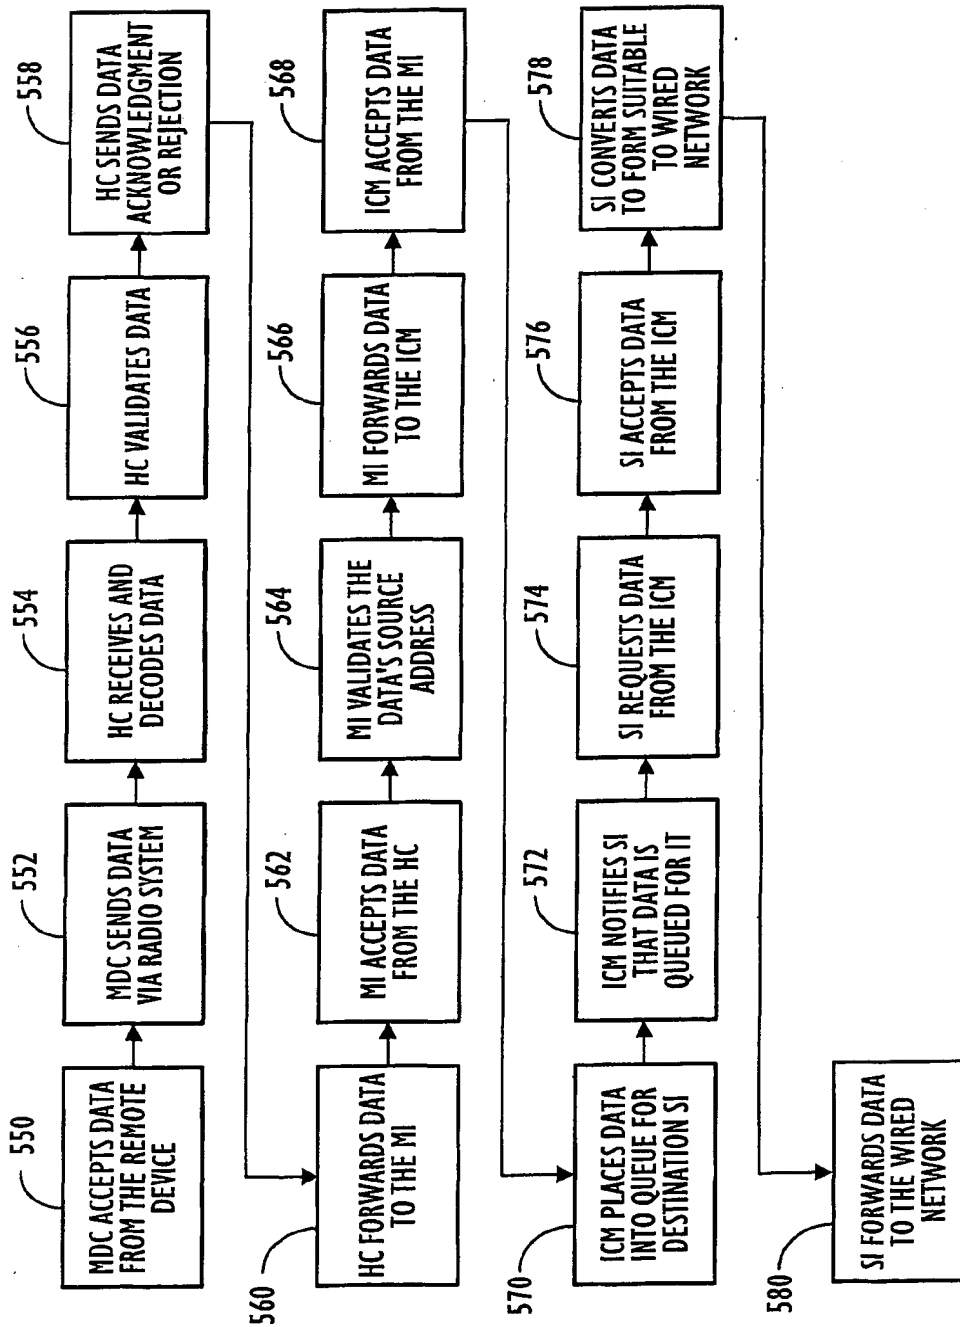 550
MDC ACCEPTS DATA
FROM THE REMOTE
DEVICE
552
MDC SENDS DATA
VIA RADIO SYSTEM
554
HC RECEIVES AND
DECODES DATA
556
HC VALIDATES DATA
558
HC SENDS DATA
ACKNOWLEDGMENT
OR REJECTION
560
HC FORWARDS DATA
TO THE MI
562
MI ACCEPTS DATA
FROM THE HC
564
MI VALIDATES THE
DATA'S SOURCE
ADDRESS
566
MI FORWARDS DATA
TO THE ICM
568
ICM ACCEPTS DATA
FROM THE MI
570
ICM PLACES DATA
INTO QUEUE FOR
DESTINATION SI
572
ICM NOTIFIES SI
THAT DATA IS
QUEUED FOR IT
574
SI REQUESTS DATA
FROM THE ICM
576
SI ACCEPTS DATA
FROM THE ICM
578
SI CONVERTS DATA
TO FORM SUITABLE
TO WIRED
NETWORK
580
SI FORWARDS DATA
TO THE WIRED
NETWORK